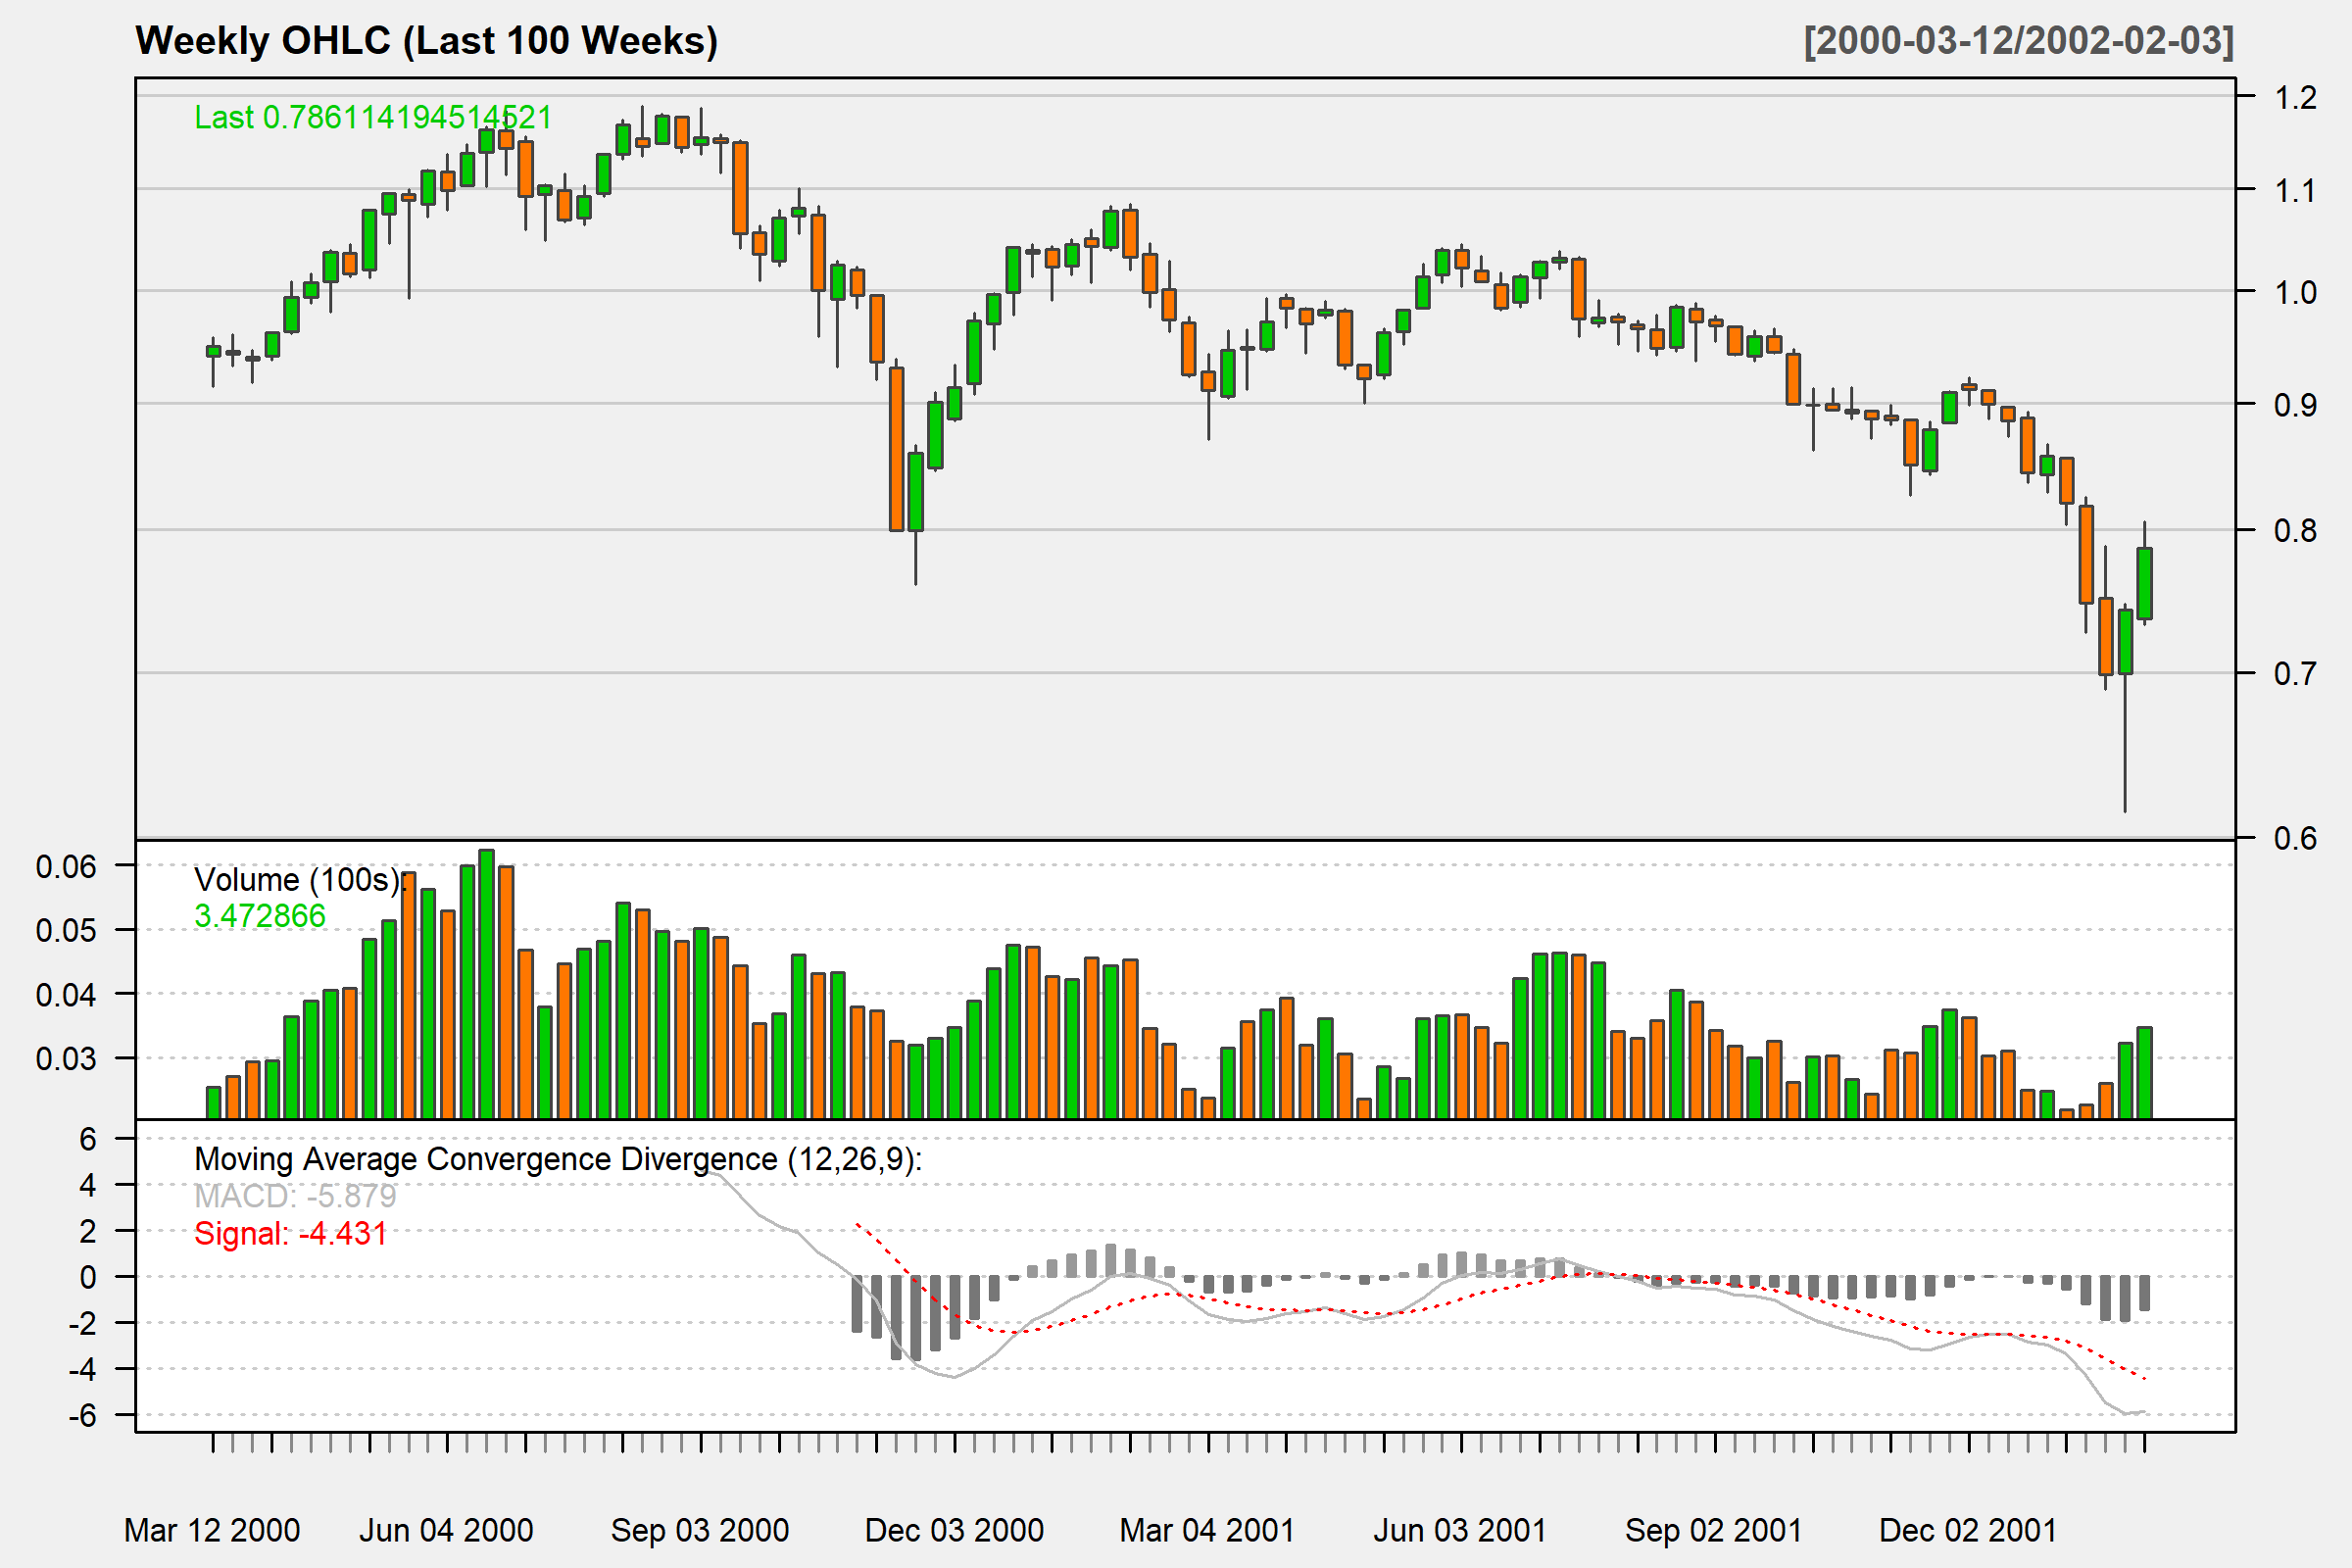 Weekly OHLC (Last 100 Weeks)
[2000-03-12/2002-02-03]
Last 0.786114194514521
1.2
1.1
1.0
0.9
0.8
0.7
0.6
Volume (100s):
3.472866
0.06
0.05
0.04
0.03
Moving Average Convergence Divergence (12,26,9):
MACD: -5.879
Signal: -4.431
6
4
2
0
-2
-4
-6
Mar 12 2000
Jun 04 2000
Sep 03 2000
Dec 03 2000
Mar 04 2001
Jun 03 2001
Sep 02 2001
Dec 02 2001